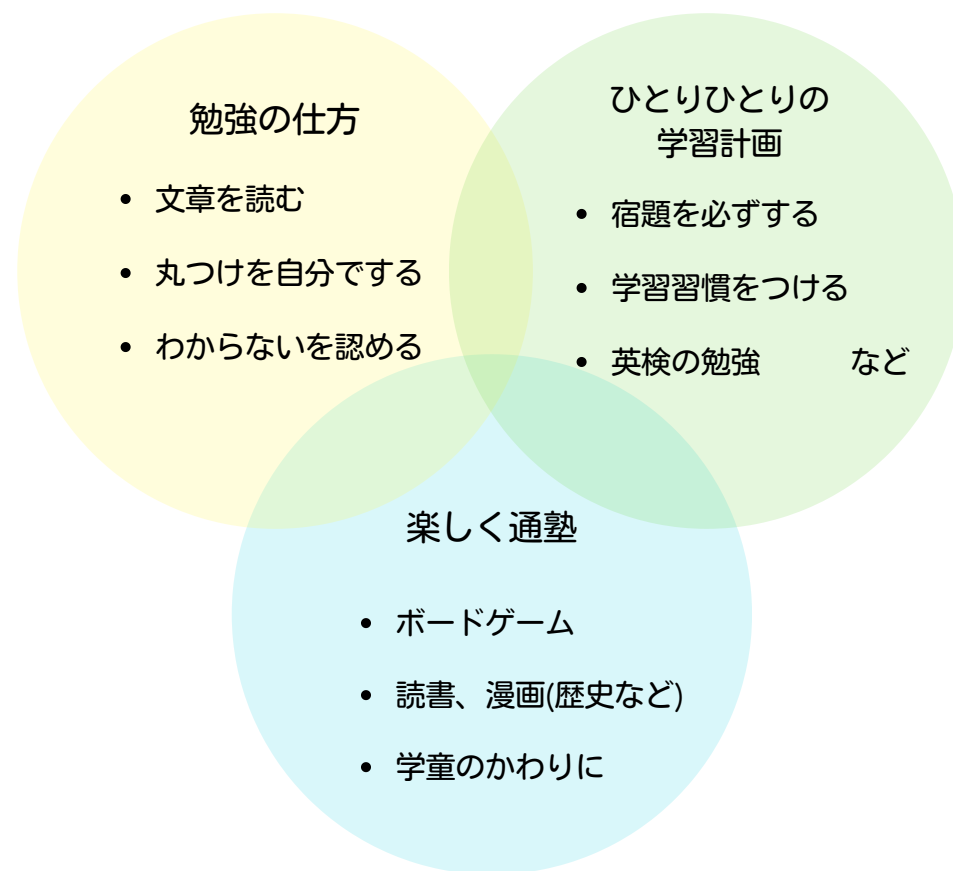 勉強の仕方
• 文章を読む
• 丸つけを自分でする
• わからないを認める
ひとりひとりの
学習計画
• 宿題を必ずする
• 学習習慣をつける
• 英検の勉強 など
楽しく通塾
• ボードゲーム
• 読書、漫画(歴史など)
• 学童のかわりに